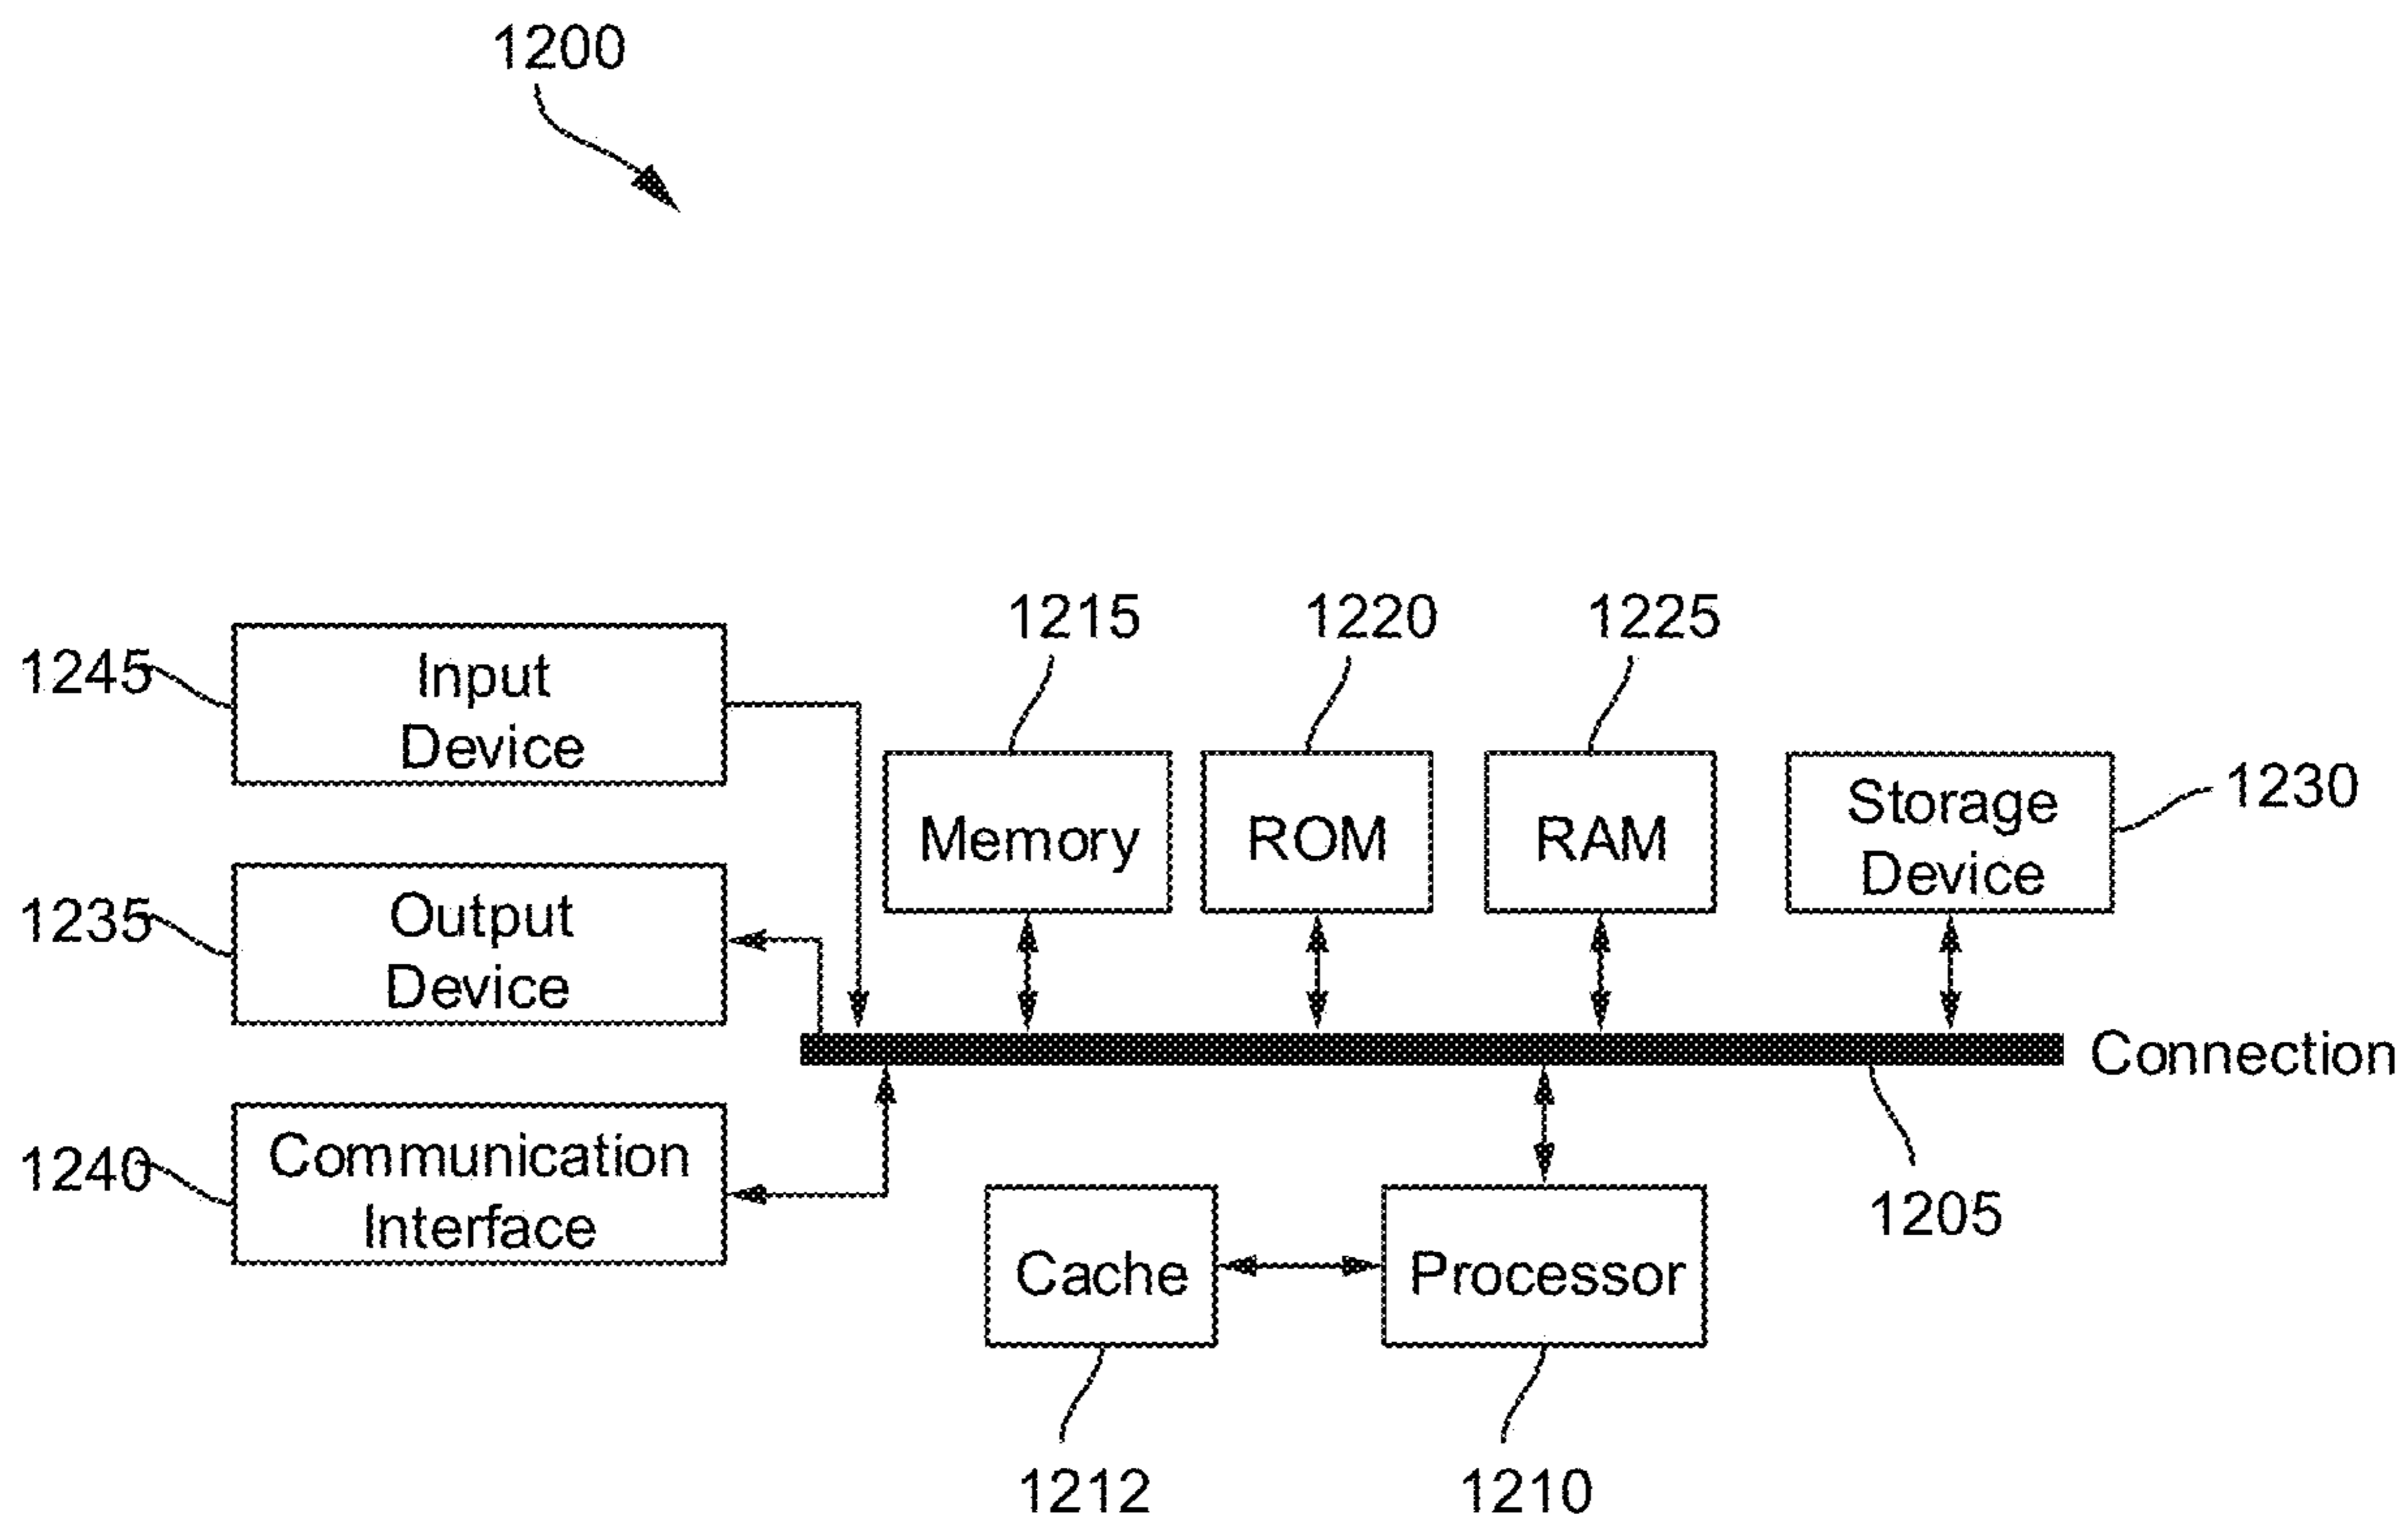 1200
1215
1220
1225
1245
Input
Device
1230
Memory
ROM
RAM
Storage
Device
1235
Output
Device
Connection
1240
Communication
Interface
1205
Cache
Processor
1212
1210